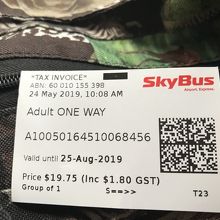 *TAX INVOICE*
ABN: 60 010 155 398
24 May 2019, 10:08 AM
SkyBus
Airport. Express.
Adult ONE WAY
A10050164510068456
Valid until 25-Aug-2019
Price $19.75 (Inc $1.80 GST)
Group of 1 S==>> T23